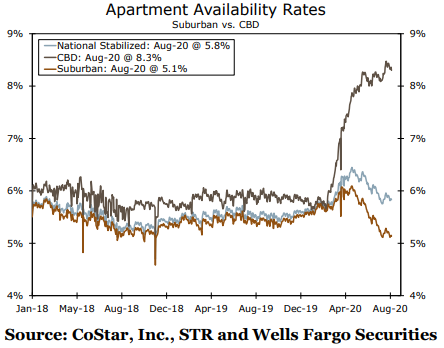 Apartment Availability Rates
Suburban vs. CBD
9% 9%
National Stabilized: Aug-20 @ 5.8%
CBD: Aug-20 @ 8.3%
Suburban: Aug-20 @ 5.1%
8% 8%
7% 7%
6% 6%
5% 5%
4% 4%
Jan-18 May-18 Aug-18 Dec-18 Apr-19 Aug-19 Dec-19 Apr-20 Aug-20
Source: CoStar, Inc., STR and Wells Fargo Securities